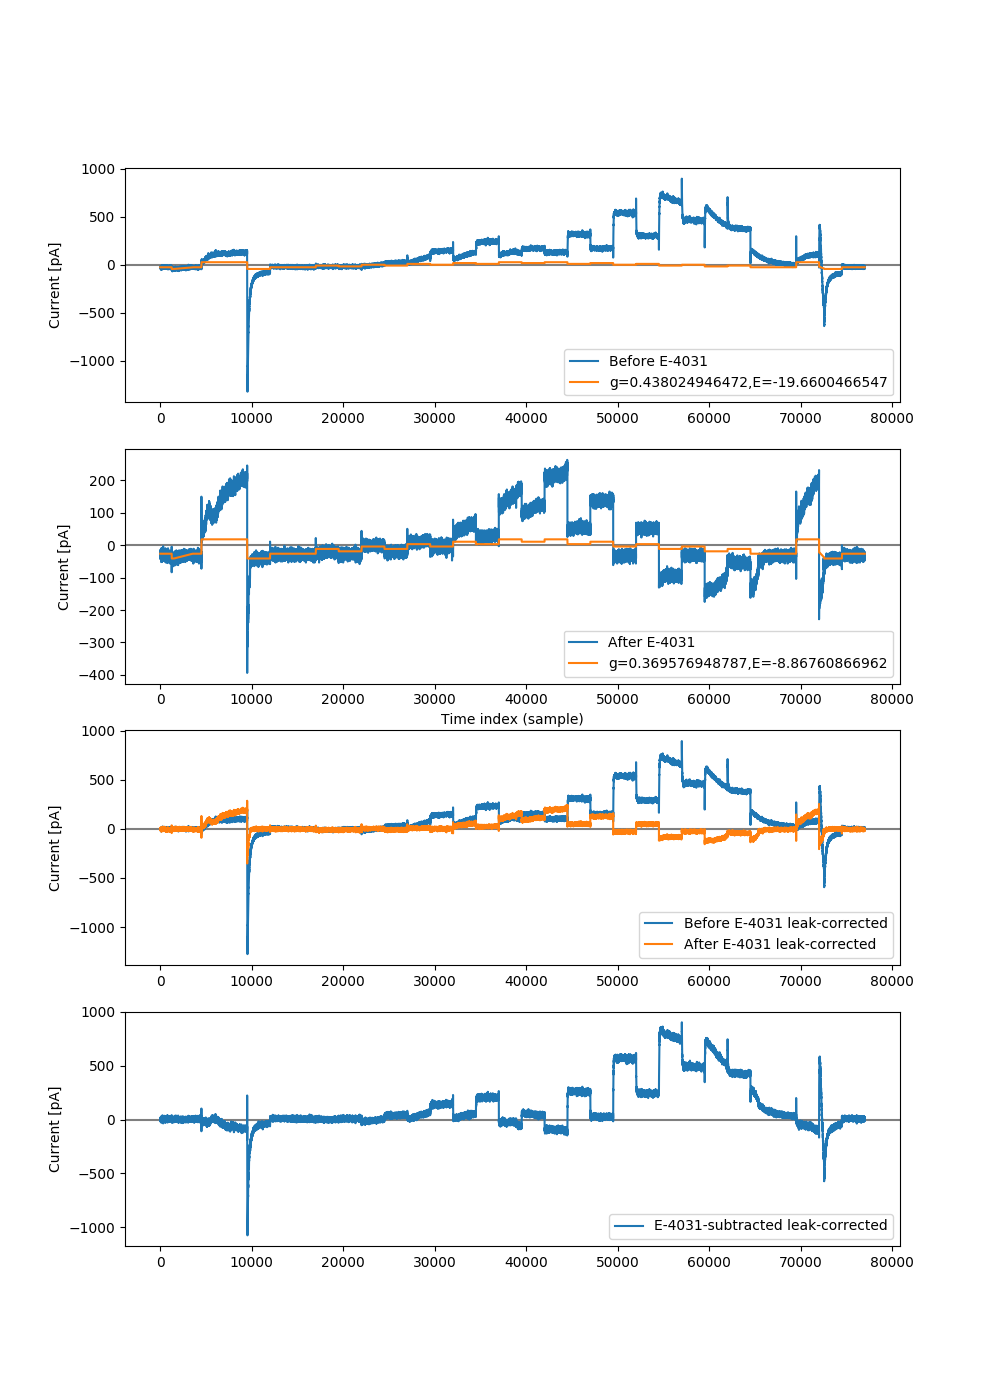 1000
500
0
−500
−1000
Current [pA]
Before E-4031
g=0.438024946472,E=-19.6600466547
0 10000 20000 30000 40000 50000 60000 70000 80000
200
100
0
−100
−200
−300
−400
Current [pA]
After E-4031
g=0.369576948787,E=-8.86760866962
0 10000 20000 30000 40000 50000 60000 70000 80000
Time index (sample)
1000
500
0
−500
−1000
Current [pA]
Before E-4031 leak-corrected
After E-4031 leak-corrected
0 10000 20000 30000 40000 50000 60000 70000 80000
1000
500
0
−500
−1000
Current [pA]
E-4031-subtracted leak-corrected
0 10000 20000 30000 40000 50000 60000 70000 80000